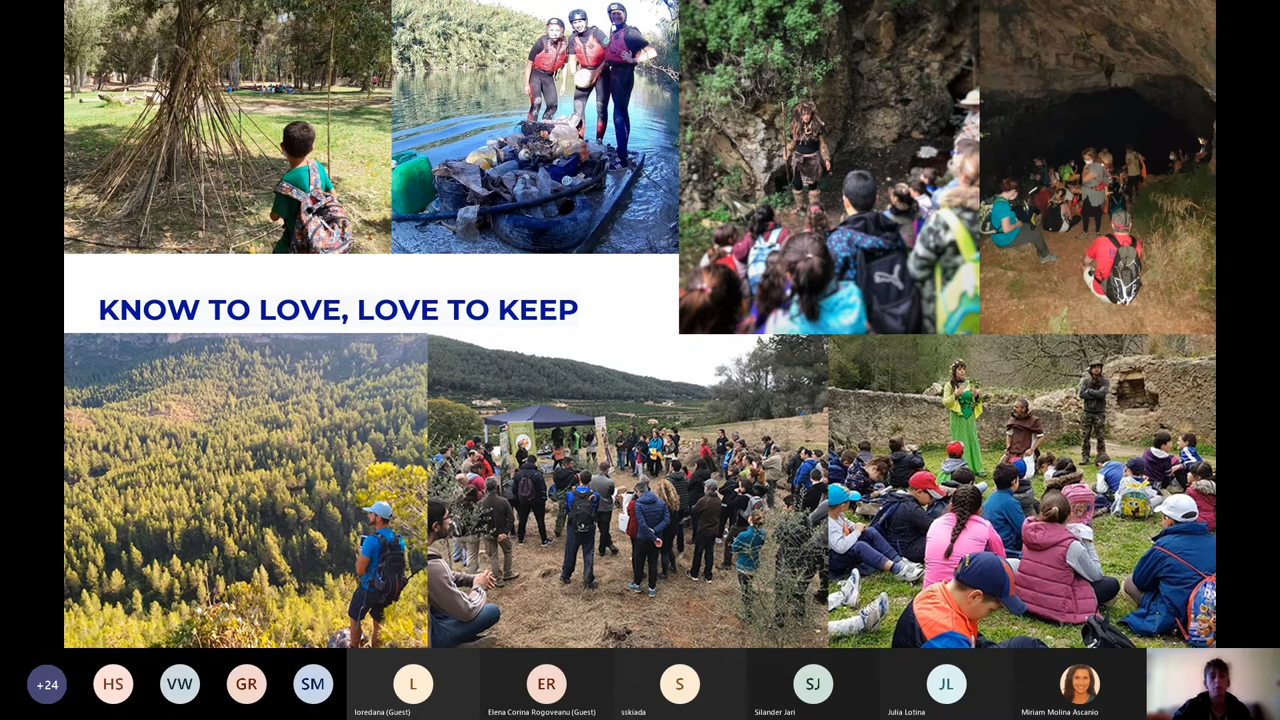 KNOW TO LOVE, LOVE TO KEEP
+24
HS
VW
GR
SM
L
ER
S
SJ
JL
loredana (Guest)
Elena Corina Rogoveanu (Guest)
sskiada
Silander Jari
Julia Lotina
Miriam Molina Ascanio